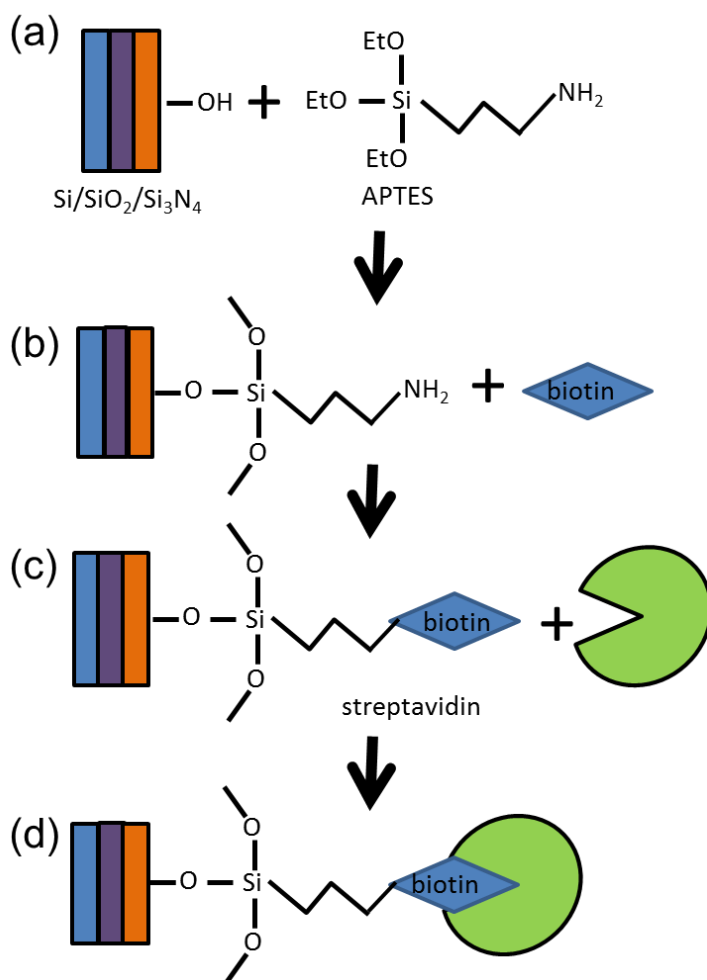 (a)
EtO
OH
+
EtO
Si
NH₂
EtO
Si/SiO₂/Si₃N₄
APTES
(b)
O
O
Si
NH₂
+
biotin
O
(c)
O
O
Si
biotin
+
O
streptavidin
(d)
O
O
Si
biotin
O